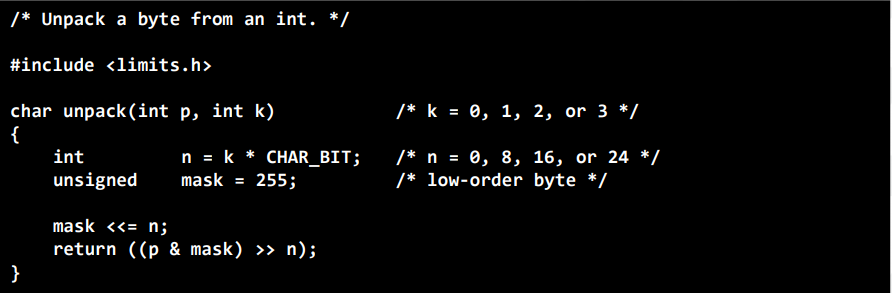 /* Unpack a byte from an int. */
#include <limits.h>
char unpack(int p, int k) /* k = 0, 1, 2, or 3 */
{
int n = k * CHAR_BIT; /* n = 0, 8, 16, or 24 */
unsigned mask = 255; /* low-order byte */
mask <<= n;
return ((p & mask) >> n);
}